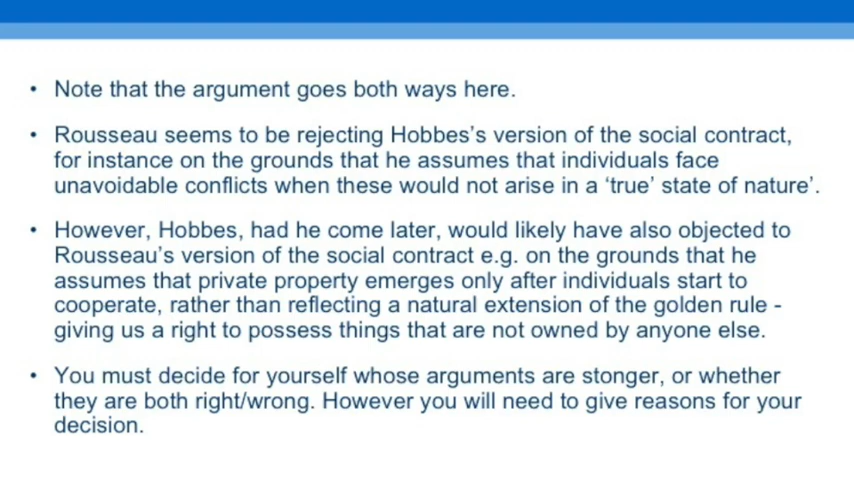 • Note that the argument goes both ways here.
• Rousseau seems to be rejecting Hobbes's version of the social contract,
for instance on the grounds that he assumes that individuals face
unavoidable conflicts when these would not arise in a ‘true’ state of nature’.
• However, Hobbes, had he come later, would likely have also objected to
Rousseau's version of the social contract e.g. on the grounds that he
assumes that private property emerges only after individuals start to
cooperate, rather than reflecting a natural extension of the golden rule -
giving us a right to possess things that are not owned by anyone else.
• You must decide for yourself whose arguments are stonger, or whether
they are both right/wrong. However you will need to give reasons for your
decision.